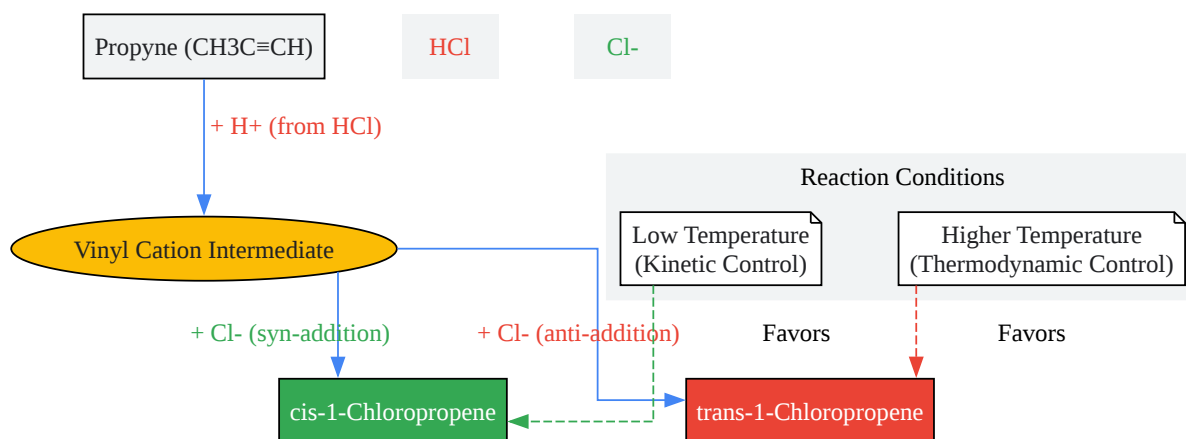 Propyne (CH3C≡CH)
HCl
Cl-
+ H+ (from HCl)
Reaction Conditions
Low Temperature
(Kinetic Control)
Higher Temperature
(Thermodynamic Control)
Vinyl Cation Intermediate
+ Cl- (syn-addition)
+ Cl- (anti-addition)
Favors
Favors
cis-1-Chloropropene
trans-1-Chloropropene